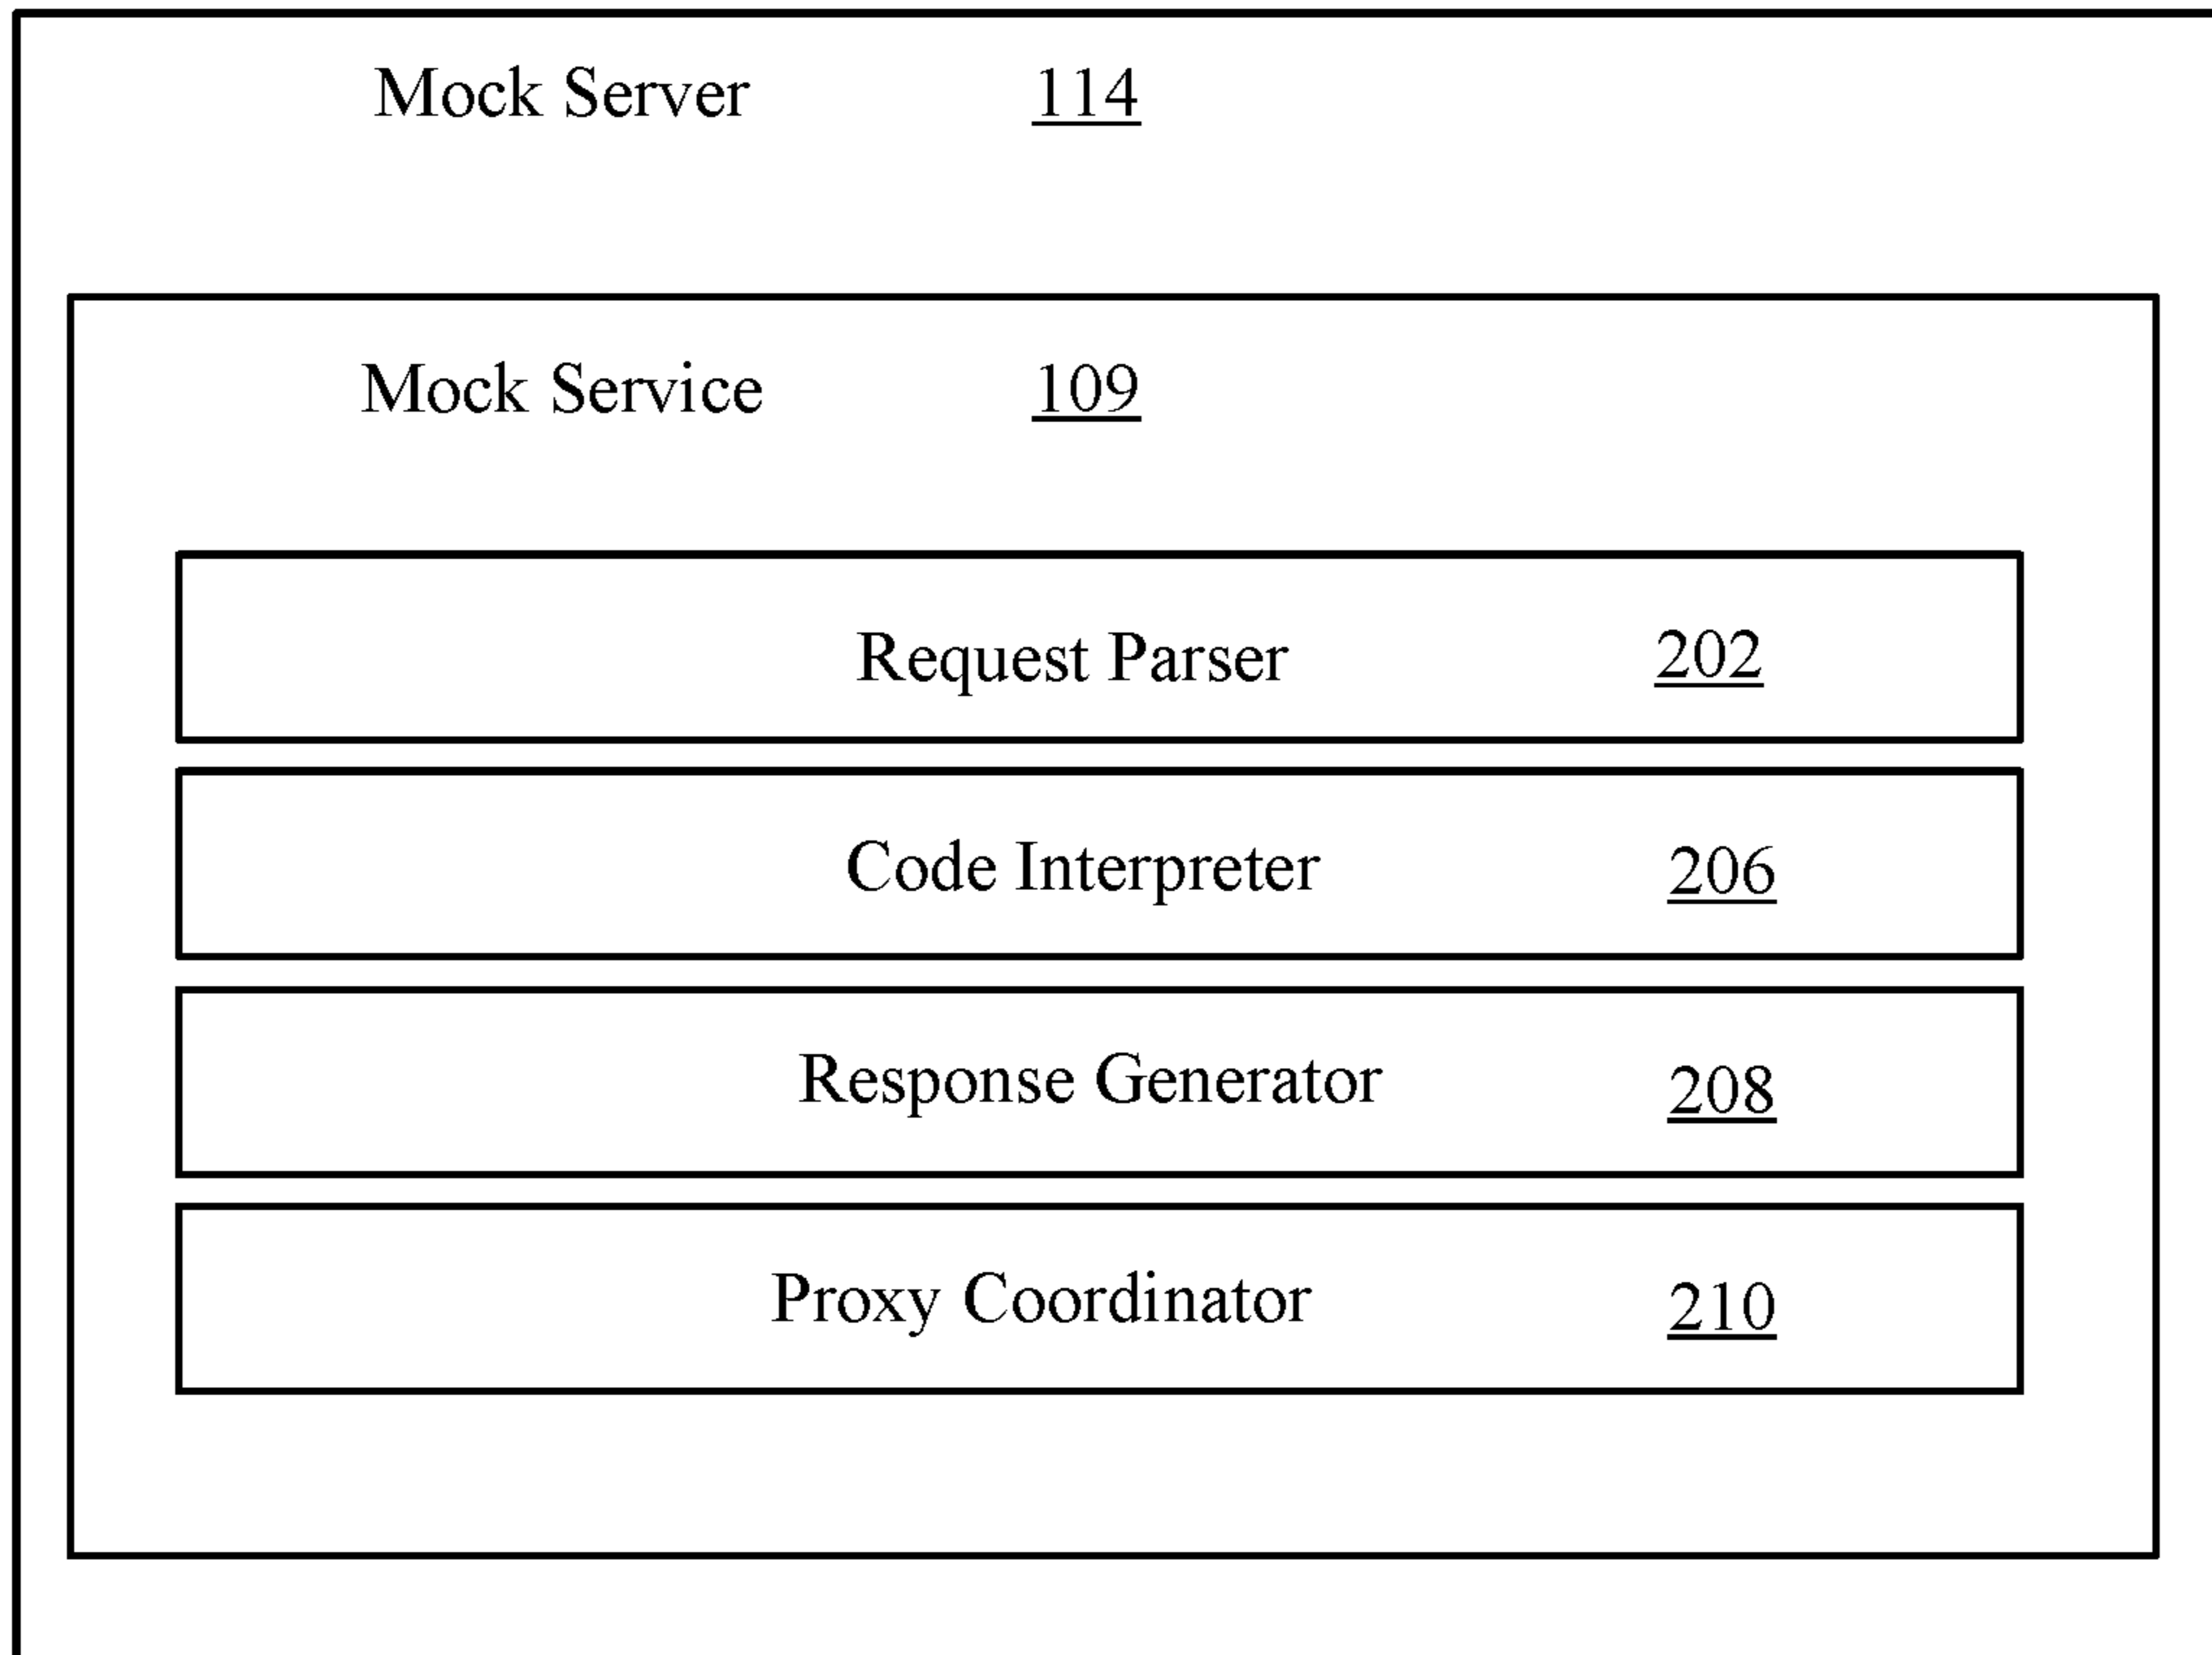 Mock Server 114
Mock Service 109
Request Parser 202
Code Interpreter 206
Response Generator 208
Proxy Coordinator 210